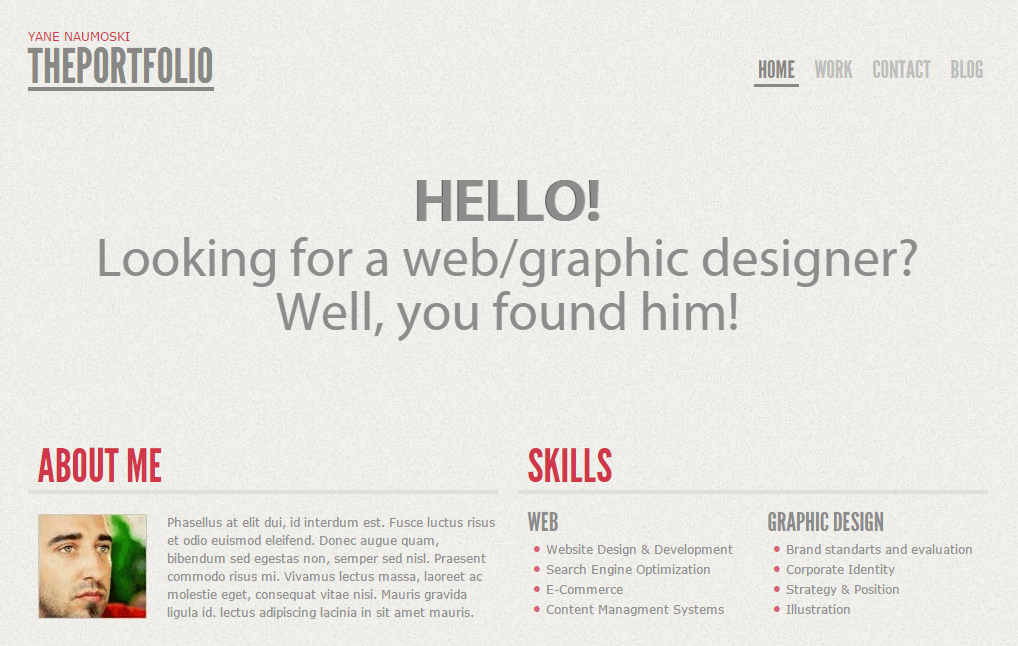 YANE NAUMOSKI
THEPORTFOLIO
HOME WORK CONTACT BLOG
HELLO!
Looking for a web/graphic designer?
Well, you found him!
ABOUT ME
Phasellus at elit dui, id interdum est. Fusce luctus risus
et odio euismod eleifend. Donec augue quam,
bibendum sed egestas non, semper sed nisl. Praesent
commodo risus mi. Vivamus lectus massa, laoreet ac
molestie eget, consequat vitae nisi. Mauris gravida
ligula id. lectus adipiscing lacinia in sit amet mauris.
SKILLS
WEB
Website Design & Development
Search Engine Optimization
E-Commerce
Content Managment Systems
GRAPHIC DESIGN
Brand standarts and evaluation
Corporate Identity
Strategy & Position
Illustration